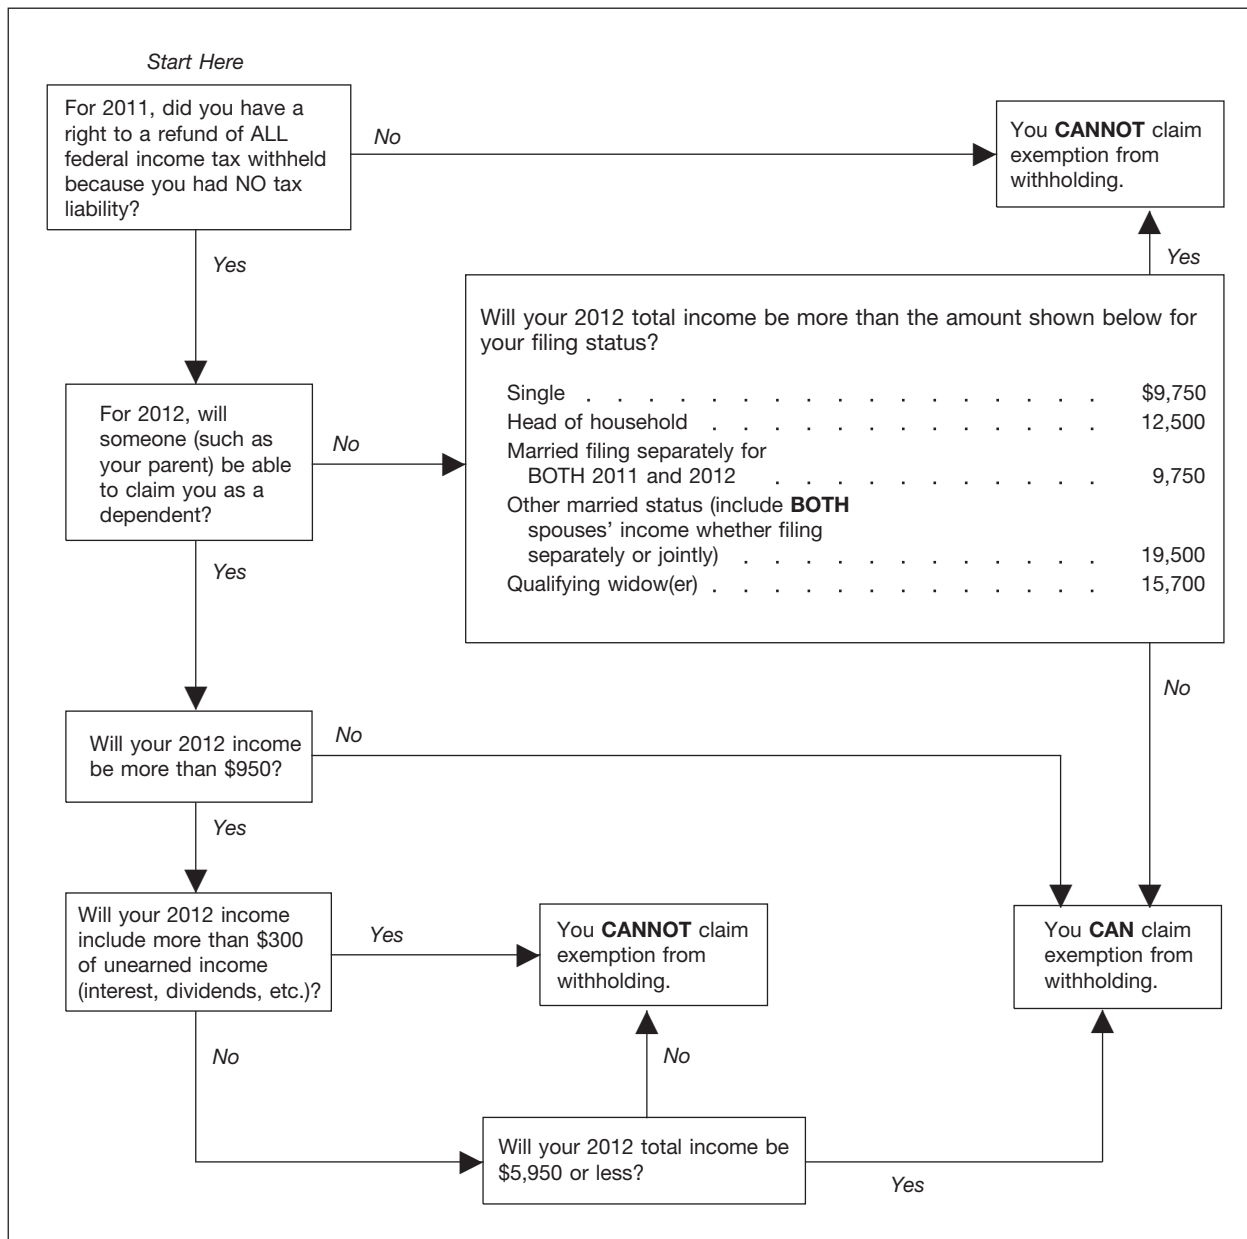 Start Here
For 2011, did you have a
right to a refund of ALL
federal income tax withheld
because you had NO tax
liability?
No
You CANNOT claim
exemption from
withholding.
Yes
Yes
Will your 2012 total income be more than the amount shown below for
your filing status?
Single . . . . . . . . . . . . . . . . . $9,750
Head of household . . . . . . . . . . . . . 12,500
Married filing separately for
BOTH 2011 and 2012 . . . . . . . . . . . 9,750
Other married status (include BOTH
spouses' income whether filing
separately or jointly) . . . . . . . . . . . . 19,500
Qualifying widow(er) . . . . . . . . . . . . . 15,700
For 2012, will
someone (such as
your parent) be able
to claim you as a
dependent?
No
Yes
No
Will your 2012 income
be more than $950?
No
Yes
Will your 2012 income
include more than $300
of unearned income
(interest, dividends, etc.)?
Yes
You CANNOT claim
exemption from
withholding.
You CAN claim
exemption from
withholding.
No
No
Will your 2012 total income be
$5,950 or less?
Yes